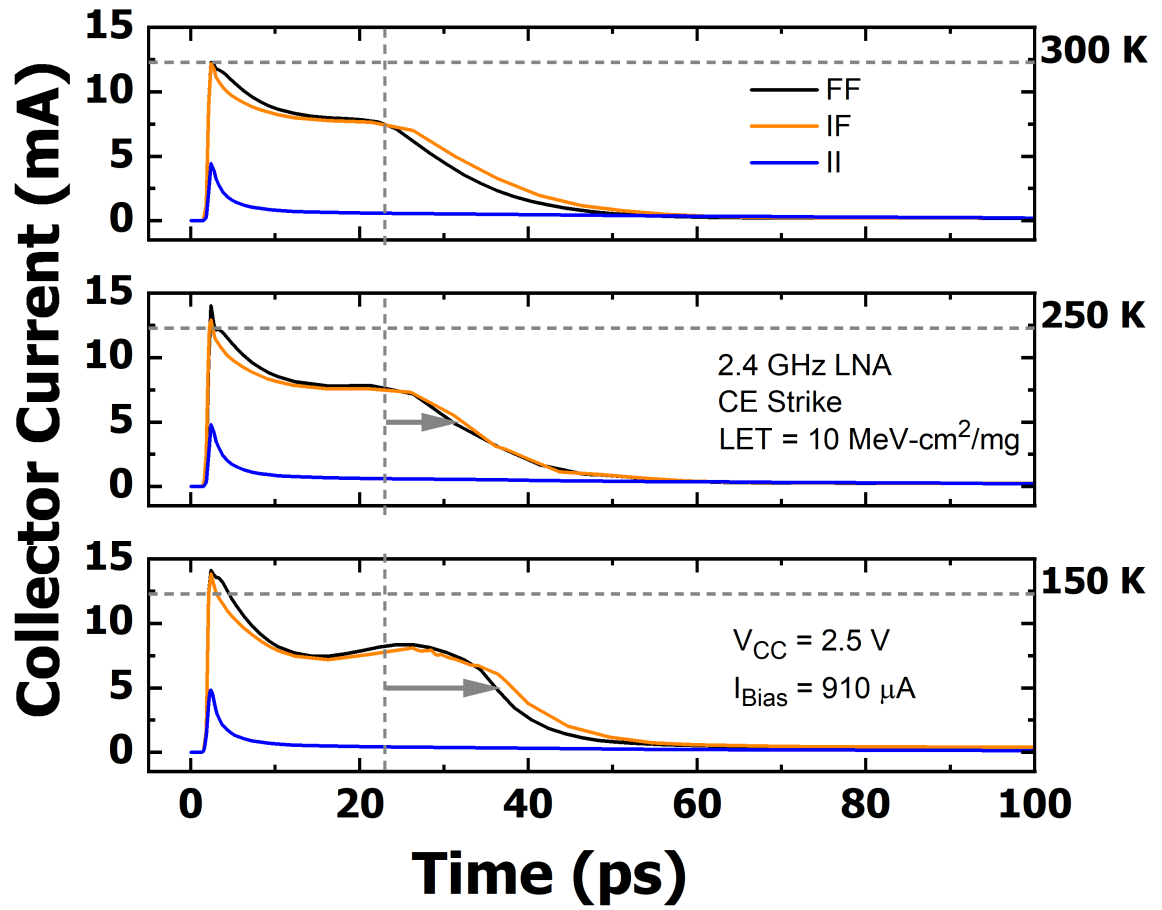 Collector Current (mA)
15
10
5
0
300 K
FF
IF
II
15
10
5
0
250 K
2.4 GHz LNA
CE Strike
LET = 10 MeV-cm²/mg
15
10
5
0
150 K
V_CC = 2.5 V
I_Bias = 910 μA
0 20 40 60 80 100
Time (ps)